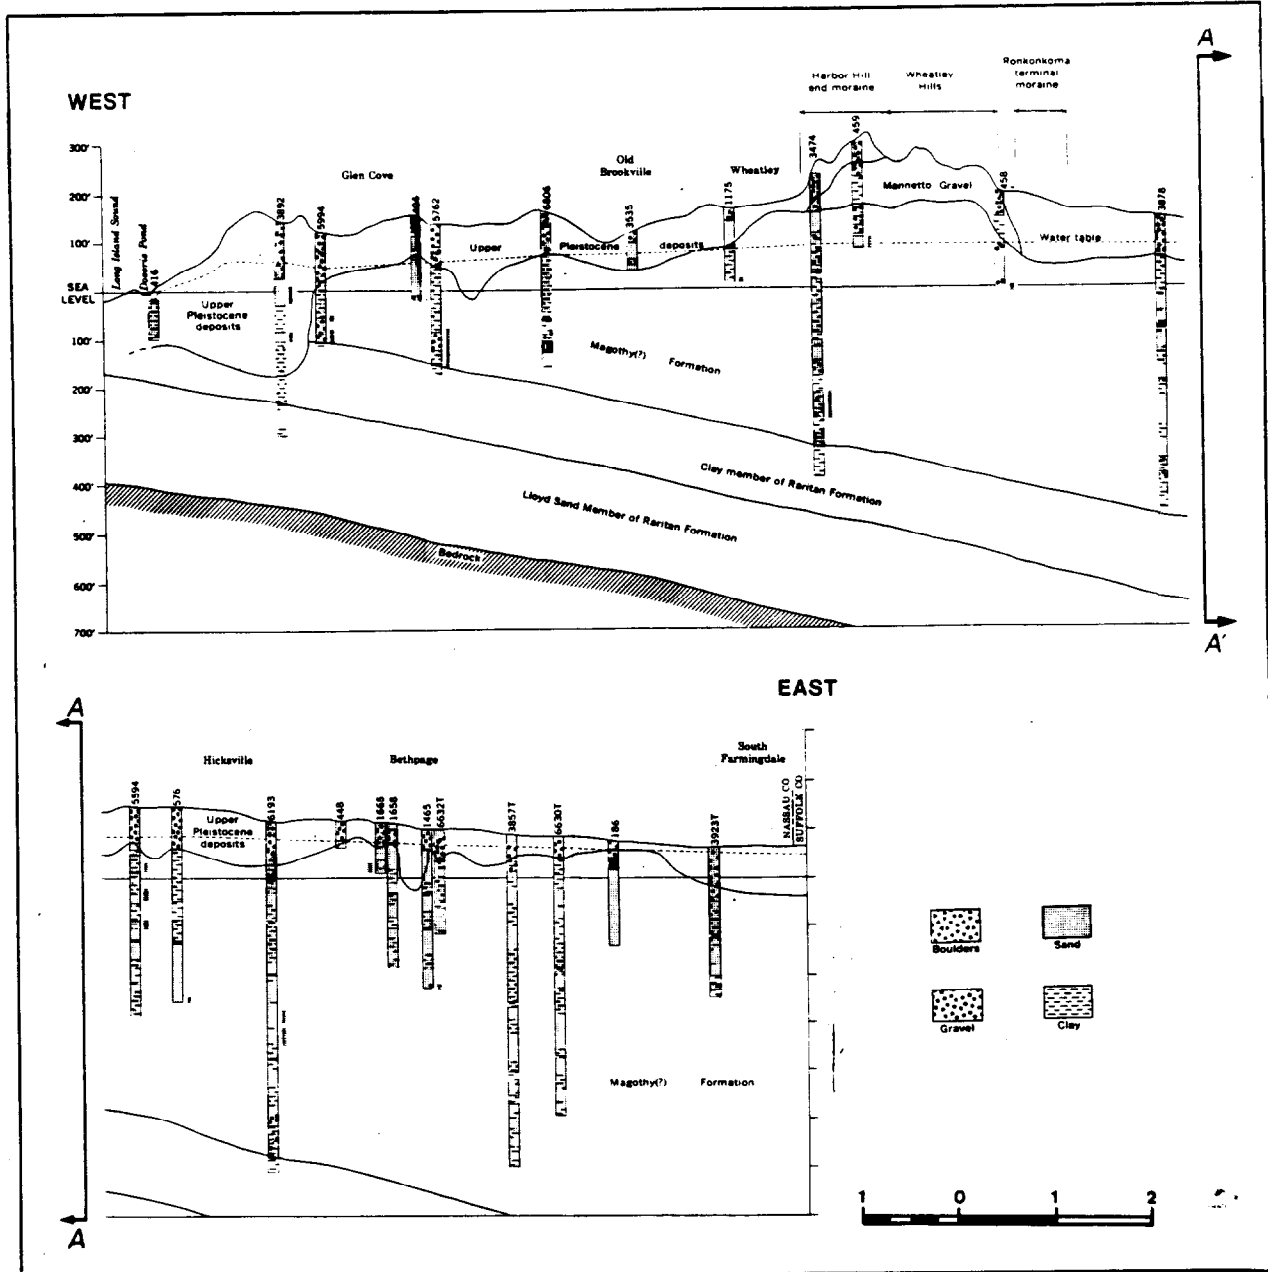 A
WEST
Harbor Hill
end moraine
Wheatley
Hills
Ronkonkoma
terminal
moraine
300'
200'
100'
SEA
LEVEL
100'
200'
300'
400'
500'
600'
700'
Long Island Sound
Dosoris Pond
416
3892
Glen Cove
5994
5762
Old
Brookville
3535
Wheatley
1175
3474
459
458
3878
Mannetto Gravel
Upper
Pleistocene
deposits
Water table
Upper
Pleistocene
deposits
Magothy(?)
Formation
Clay member of Raritan Formation
Lloyd Sand Member of Raritan Formation
Bedrock
A'
EAST
A
Hicksville
Bethpage
South
Farmingdale
5594
576
6193
448
1668
1658
1465
6632T
3857T
6630T
186
3923T
NASSAU CO
SUFFOLK CO
Upper
Pleistocene
deposits
Magothy(?)
Formation
Boulders
Sand
Gravel
Clay
A
1 0 1 2